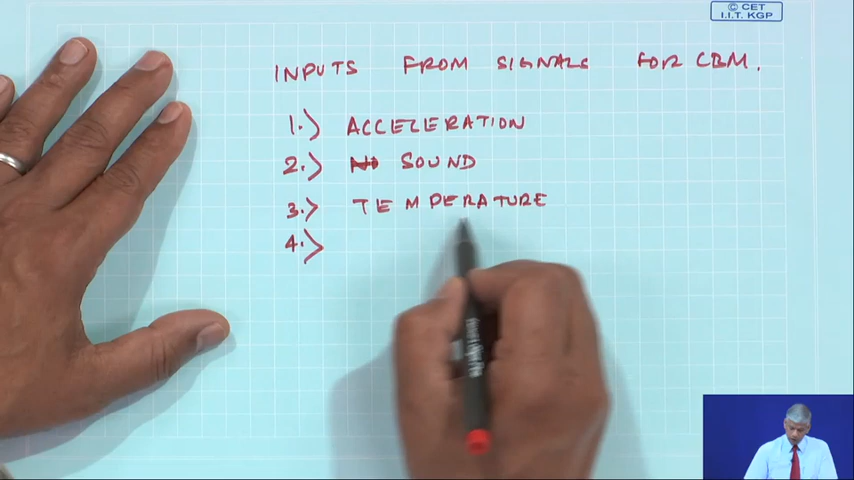 © CET
I.I.T. KGP
INPUTS FROM SIGNALS FOR CBM.
1.) ACCELERATION
2.) SOUND
3.) TEMPERATURE
4.)